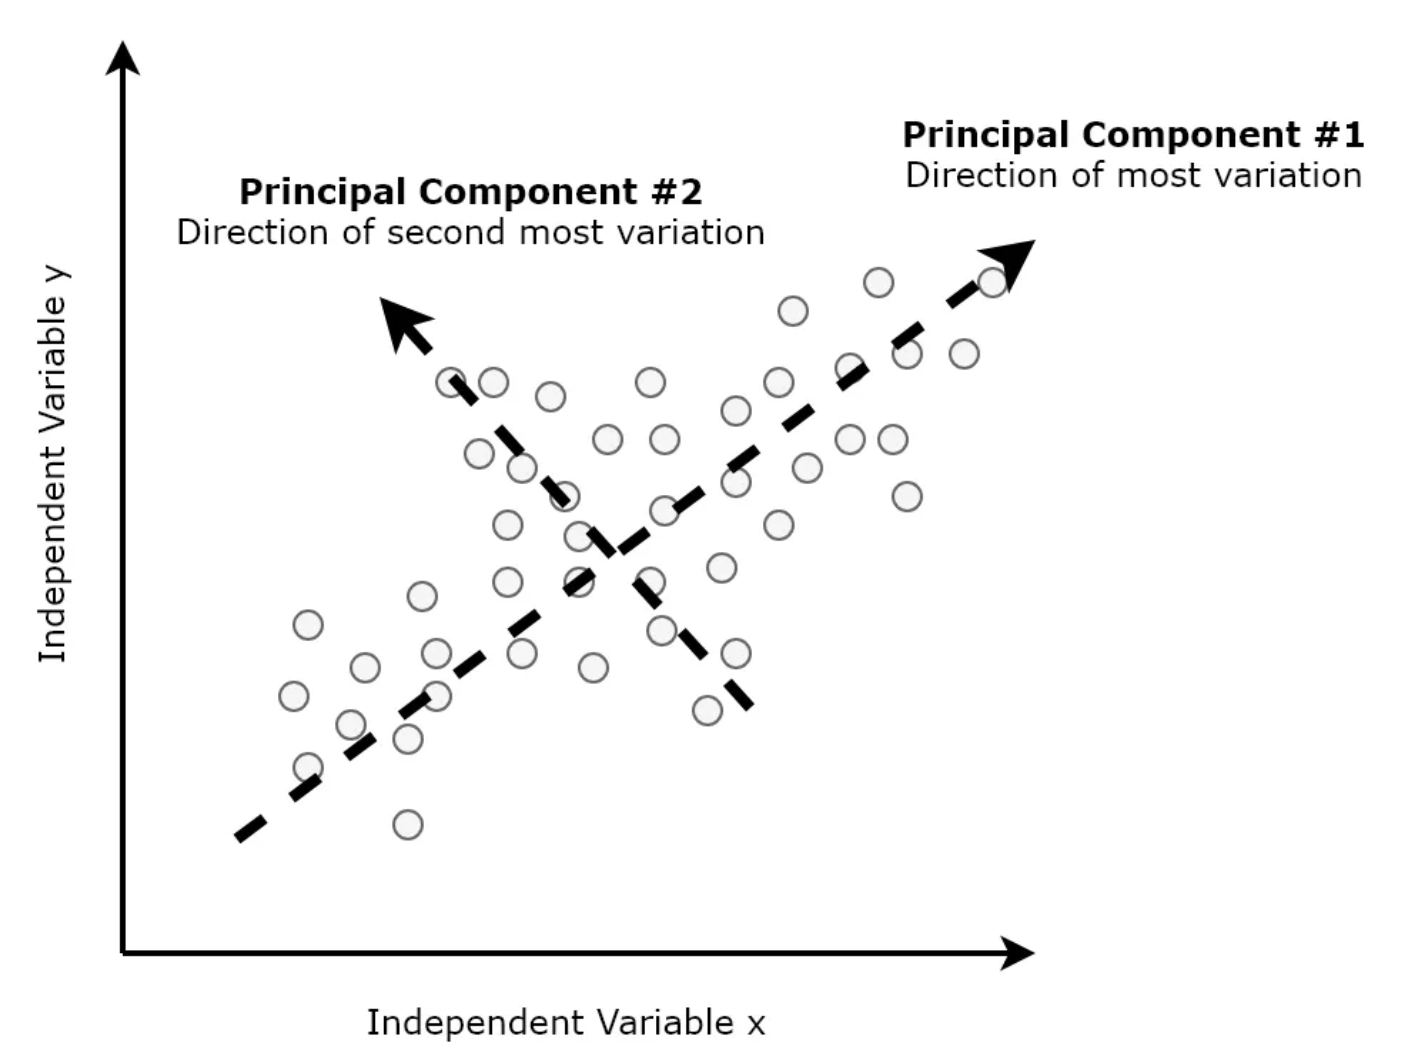 Principal Component #1
Direction of most variation
Principal Component #2
Direction of second most variation
Independent Variable y
Independent Variable x